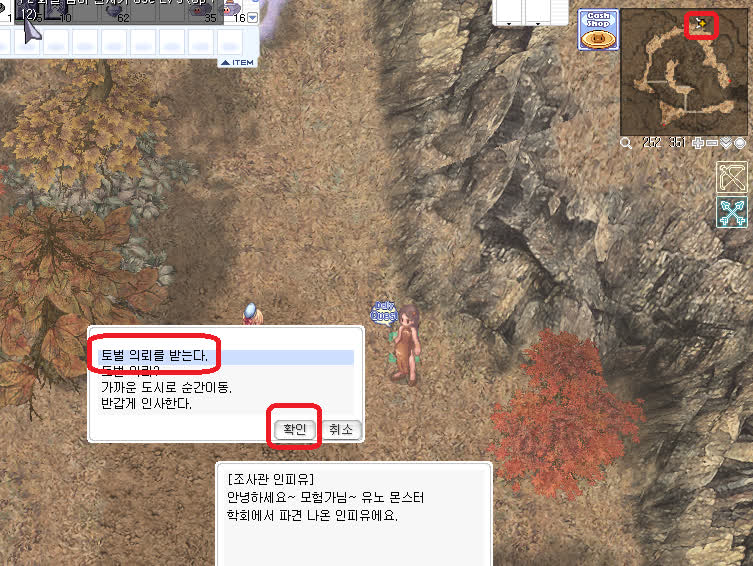 12)
10
62
35
16
▲ ITEM
Cash
Shop
252 351
Quest
토벌 의뢰를 받는다.
토벌 의뢰?
가까운 도시로 순간이동.
반갑게 인사한다.
확인 취소
[조사관 인피유]
안녕하세요~ 모험가님~ 유노 몬스터
학회에서 파견 나온 인피유에요.